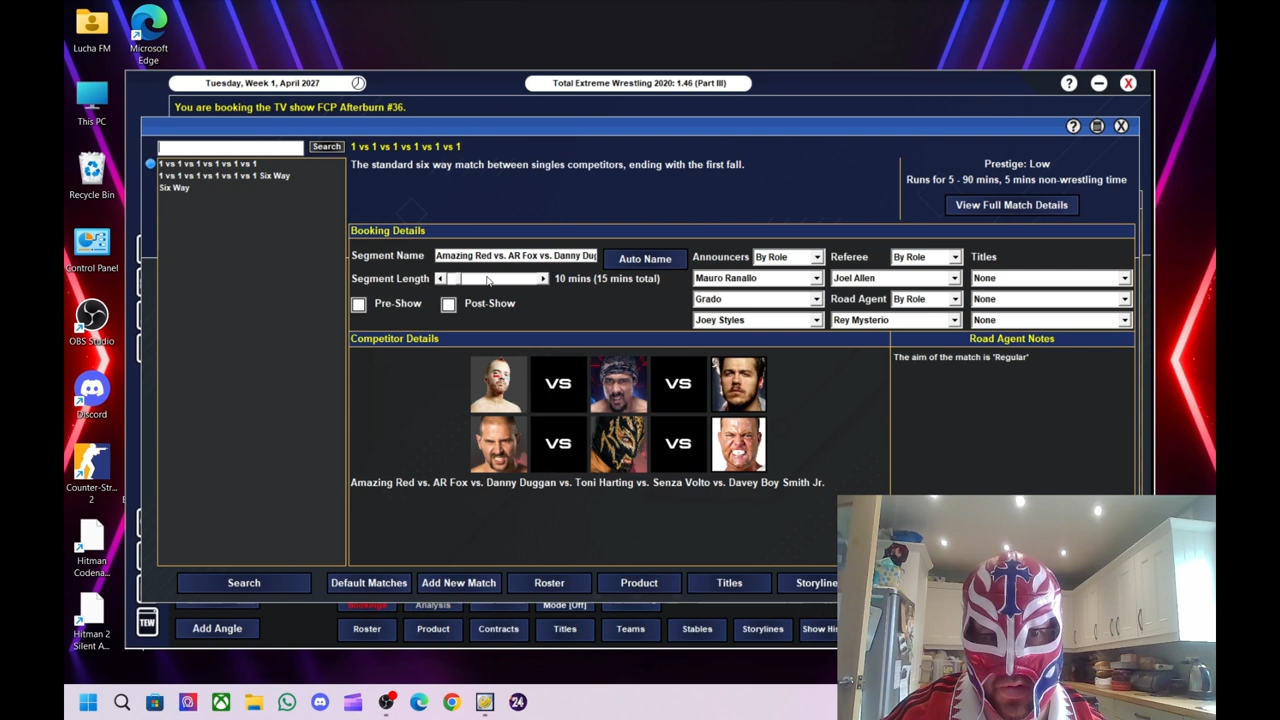 Lucha FM
Microsoft
Edge
This PC
Recycle Bin
Control Panel
OBS Studio
Discord
Counter-Str...
2
Hitman
Codena...
Hitman 2
Silent A...
Tuesday, Week 1, April 2027
Total Extreme Wrestling 2020: 1.46 (Part III)
?
X
You are booking the TV show FCP Afterburn #36.
?
X
Search
1 vs 1 vs 1 vs 1 vs 1 vs 1
1 vs 1 vs 1 vs 1 vs 1 vs 1
1 vs 1 vs 1 vs 1 vs 1 vs 1 Six Way
Six Way
The standard six way match between singles competitors, ending with the first fall.
Prestige: Low
Runs for 5 - 90 mins, 5 mins non-wrestling time
View Full Match Details
Booking Details
Segment Name
Amazing Red vs. AR Fox vs. Danny Dug
Auto Name
Announcers
By Role
Referee
By Role
Titles
Segment Length
10 mins (15 mins total)
Mauro Ranallo
Joel Allen
None
Pre-Show
Post-Show
Grado
Road Agent
By Role
None
Joey Styles
Rey Mysterio
None
Competitor Details
Road Agent Notes
The aim of the match is 'Regular'
VS
VS
VS
VS
Amazing Red vs. AR Fox vs. Danny Duggan vs. Toni Harting vs. Senza Volto vs. Davey Boy Smith Jr.
Search
Default Matches
Add New Match
Roster
Product
Titles
Storyline
Bookings
Analysis
Mode [Off]
TEW
Add Angle
Roster
Product
Contracts
Titles
Teams
Stables
Storylines
Show Hi
24